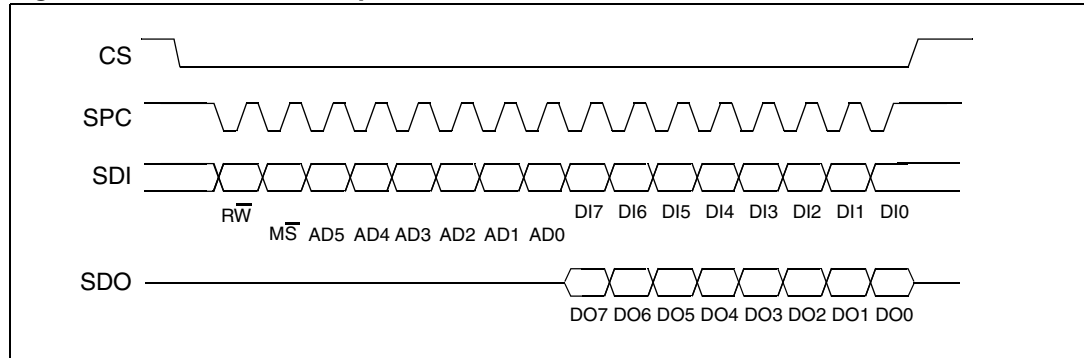 CS
SPC
SDI
RW̅ DI7 DI6 DI5 DI4 DI3 DI2 DI1 DI0
MS̅ AD5 AD4 AD3 AD2 AD1 AD0
SDO
DO7 DO6 DO5 DO4 DO3 DO2 DO1 DO0